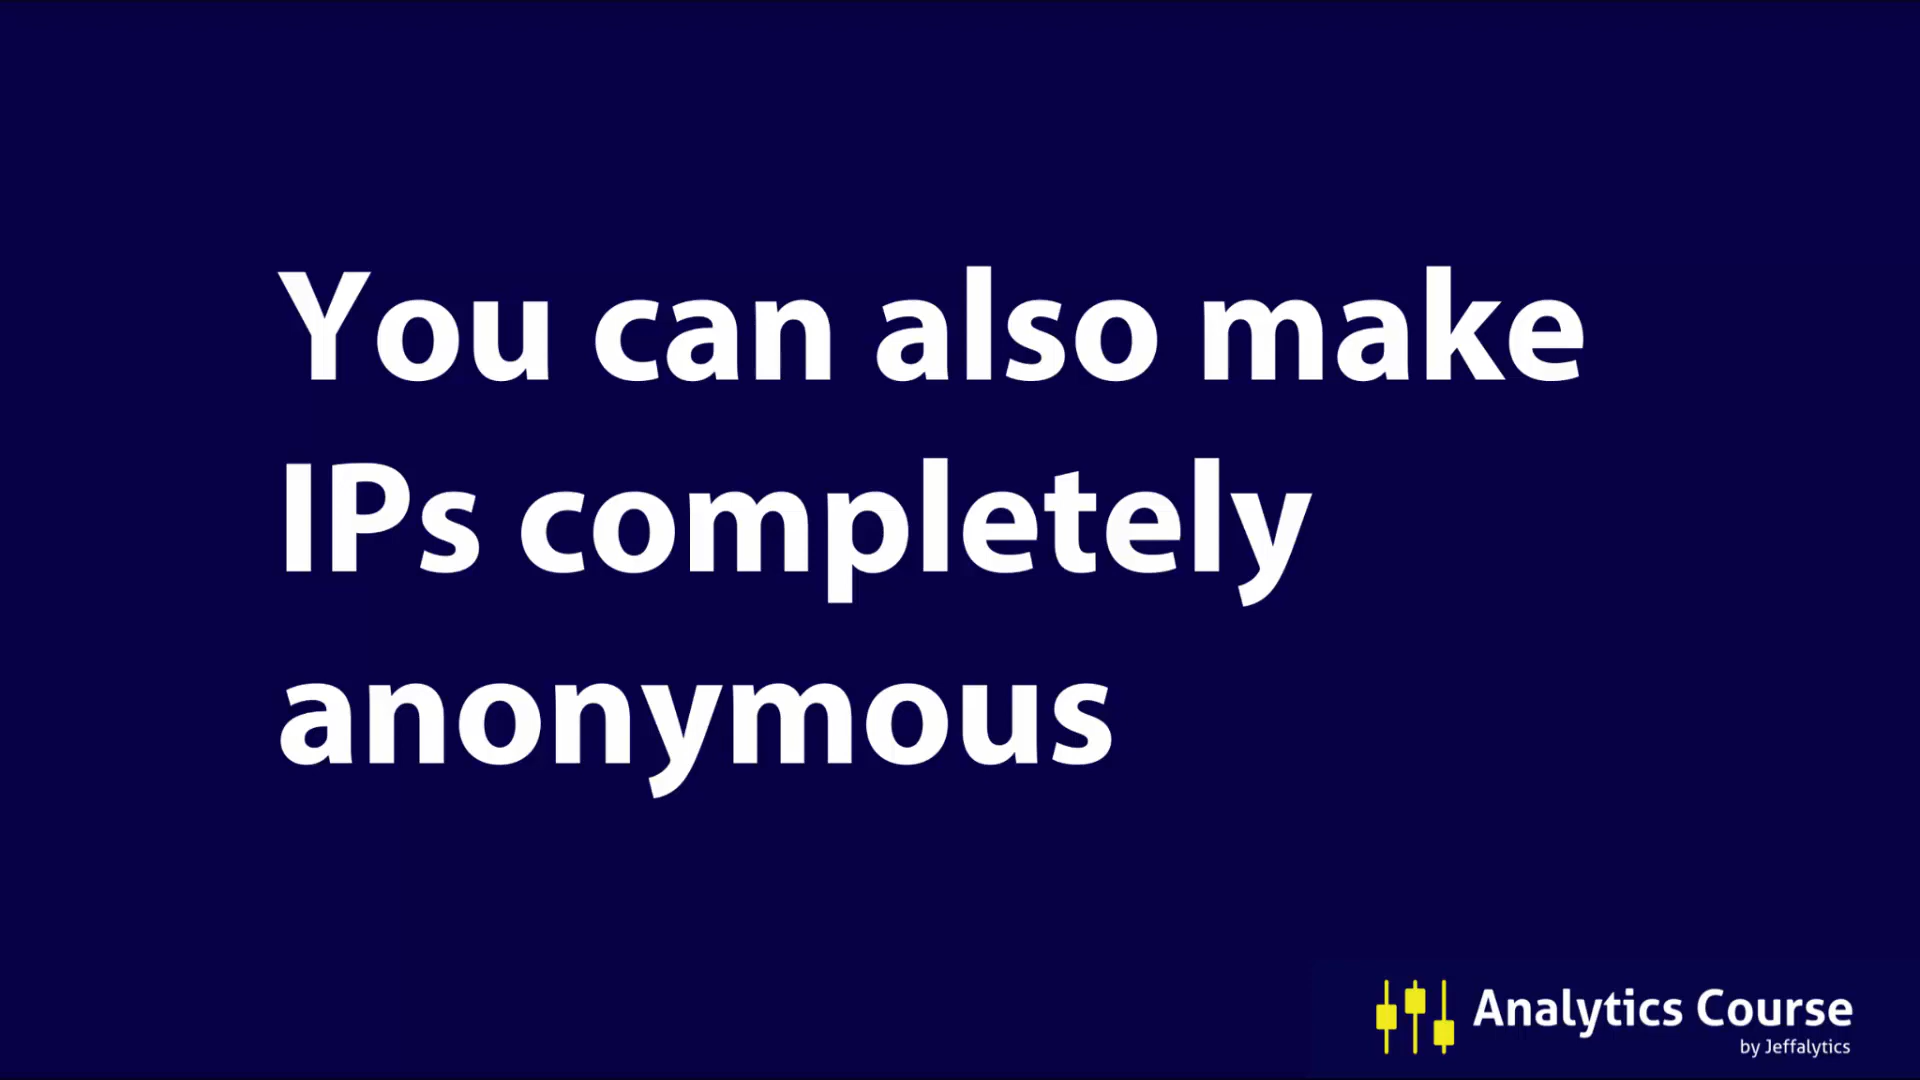 You can also make
IPs completely
anonymous
Analytics Course
by Jeffalytics